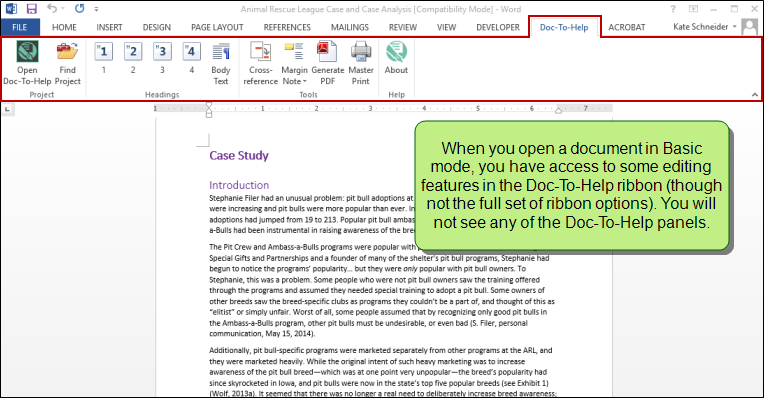 Animal Rescue League Case and Case Analysis [Compatibility Mode] - Word
FILE HOME INSERT DESIGN PAGE LAYOUT REFERENCES MAILINGS REVIEW VIEW DEVELOPER Doc-To-Help ACROBAT Kate Schneider
Open Doc-To-Help
Find Project
Project
"1 1
"2 2
"3 3
"4 4
Body Text
Headings
Cross-reference
Margin Note
Generate PDF
Master Print
Tools
About
Help
1 1 2 3 4 5 6 7
When you open a document in Basic
mode, you have access to some editing
features in the Doc-To-Help ribbon (though
not the full set of ribbon options). You will
not see any of the Doc-To-Help panels.
Case Study
Introduction
Stephanie Filer had an unusual problem: pit bull adoptions at
were increasing and pit bulls were more popular than ever. In
adoptions had jumped from 19 to 213. Popular pit bull ambas
a-Bulls had been instrumental in raising awareness of the bre
The Pit Crew and Ambass-a-Bulls programs were popular with p
Special Gifts and Partnerships and a founder of many of the shelter's pit bull programs, Stephanie had
begun to notice the programs' popularity… but they were only popular with pit bull owners. To
Stephanie, this was a problem. Some people who were not pit bull owners saw the training offered
through the programs and assumed they needed special training to adopt a pit bull. Some owners of
other breeds saw the breed-specific clubs as programs they couldn't be a part of, and thought of this as
"elitist" or simply unfair. Worst of all, some people assumed that by recognizing only good pit bulls in
the Ambass-a-Bulls program, other pit bulls must be undesirable, or even bad (S. Filer, personal
communication, May 15, 2014).
Additionally, pit bull-specific programs were marketed separately from other programs at the ARL, and
they were marketed heavily. While the original intent of such heavy marketing was to increase
awareness of the pit bull breed—which was at one point very unpopular—the breed's popularity had
since skyrocketed in Iowa, and pit bulls were now in the state's top five popular breeds (see Exhibit 1)
(Wolf, 2013a). It seemed that there was no longer a real need to deliberately increase breed awareness;